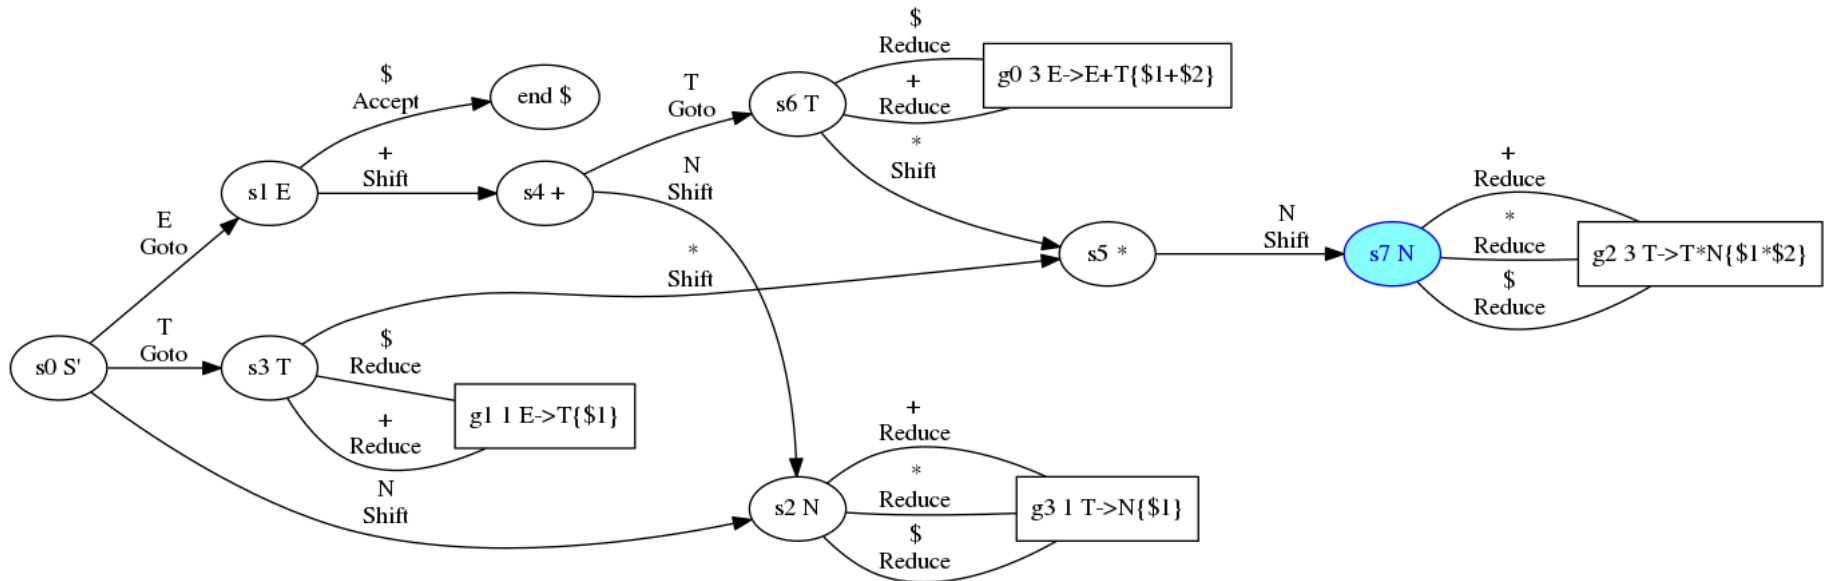 $
Reduce
g0 3 E->E+T{$1+$2}
+
Reduce
s6 T
*
Shift
T
Goto
$
Accept
end $
+
Shift
s1 E
s4 +
N
Shift
E
Goto
*
Shift
s5 *
N
Shift
s7 N
+
Reduce
*
Reduce
g2 3 T->T*N{$1*$2}
$
Reduce
s0 S'
T
Goto
s3 T
$
Reduce
g1 1 E->T{$1}
+
Reduce
N
Shift
s2 N
+
Reduce
*
Reduce
g3 1 T->N{$1}
$
Reduce